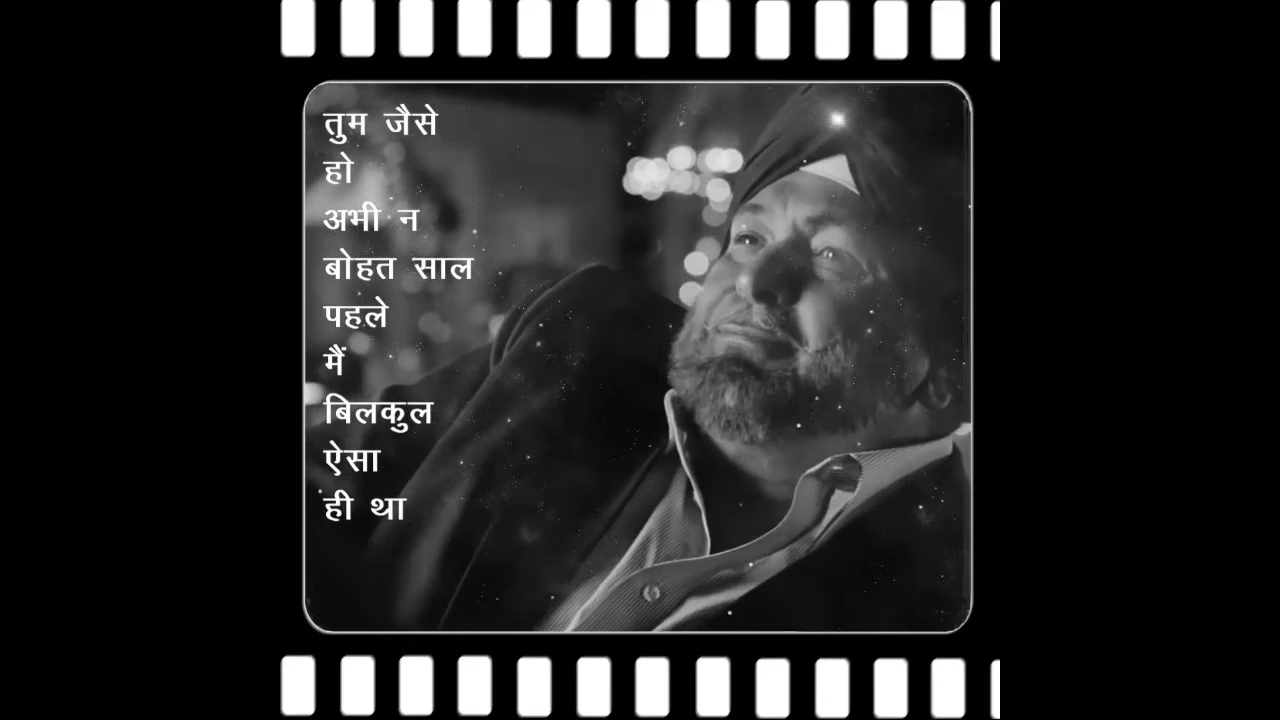 तुम जैसे
हो
अभी न
बोहत साल
पहले
मैं
बिलकुल
ऐसा
ही था